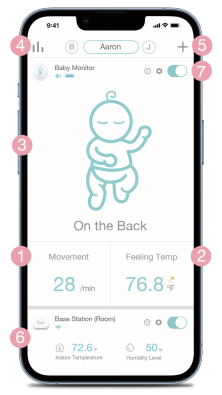 9:41
4
B
Aaron
J
5
Baby Monitor
7
3
On the Back
1
Movement
28 /min
Feeling Temp
2
76.8 °F
Base Station (Room)
6
72.6°F
Indoor Temperature
50%
Humidity Level